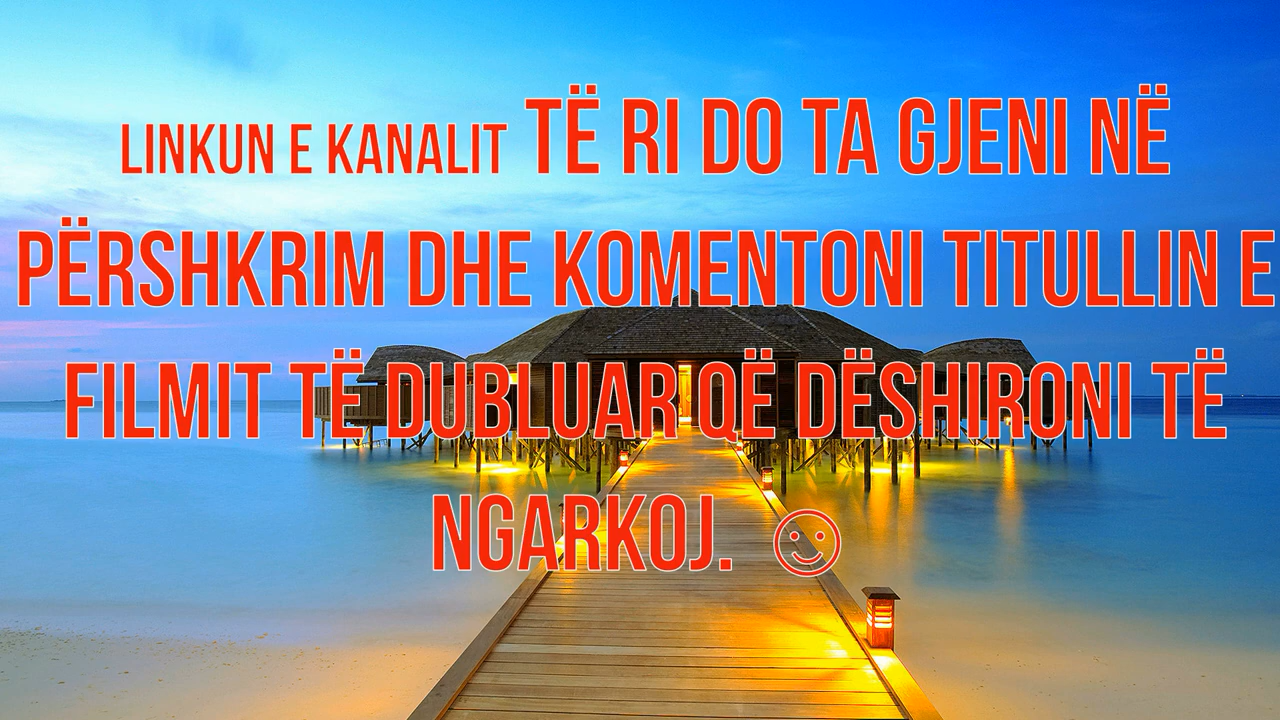 LINKUN E KANALIT TË RI DO TA GJENI NË
PËRSHKRIM DHE KOMENTONI TITULLIN E
FILMIT TË DUBLUAR QË DËSHIRONI TË
NGARKOJ. ☺